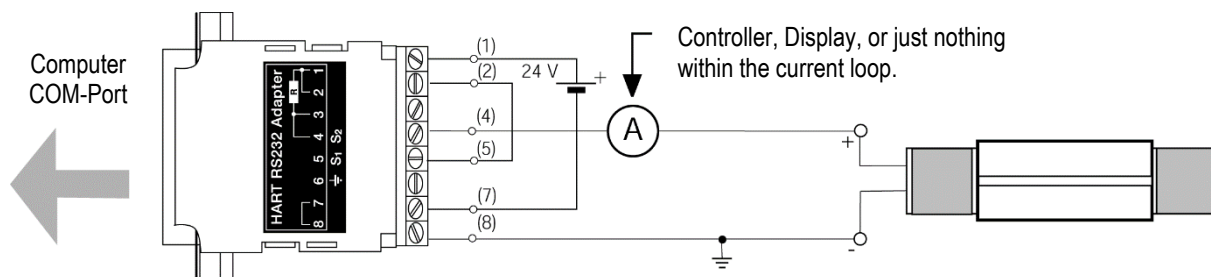 Computer
COM-Port
HART RS232 Adapter
R
1
2
3
4
5
6
7
8
S1 S2
(1)
(2)
(4)
(5)
(7)
(8)
24 V
+
A
Controller, Display, or just nothing
within the current loop.
+
-